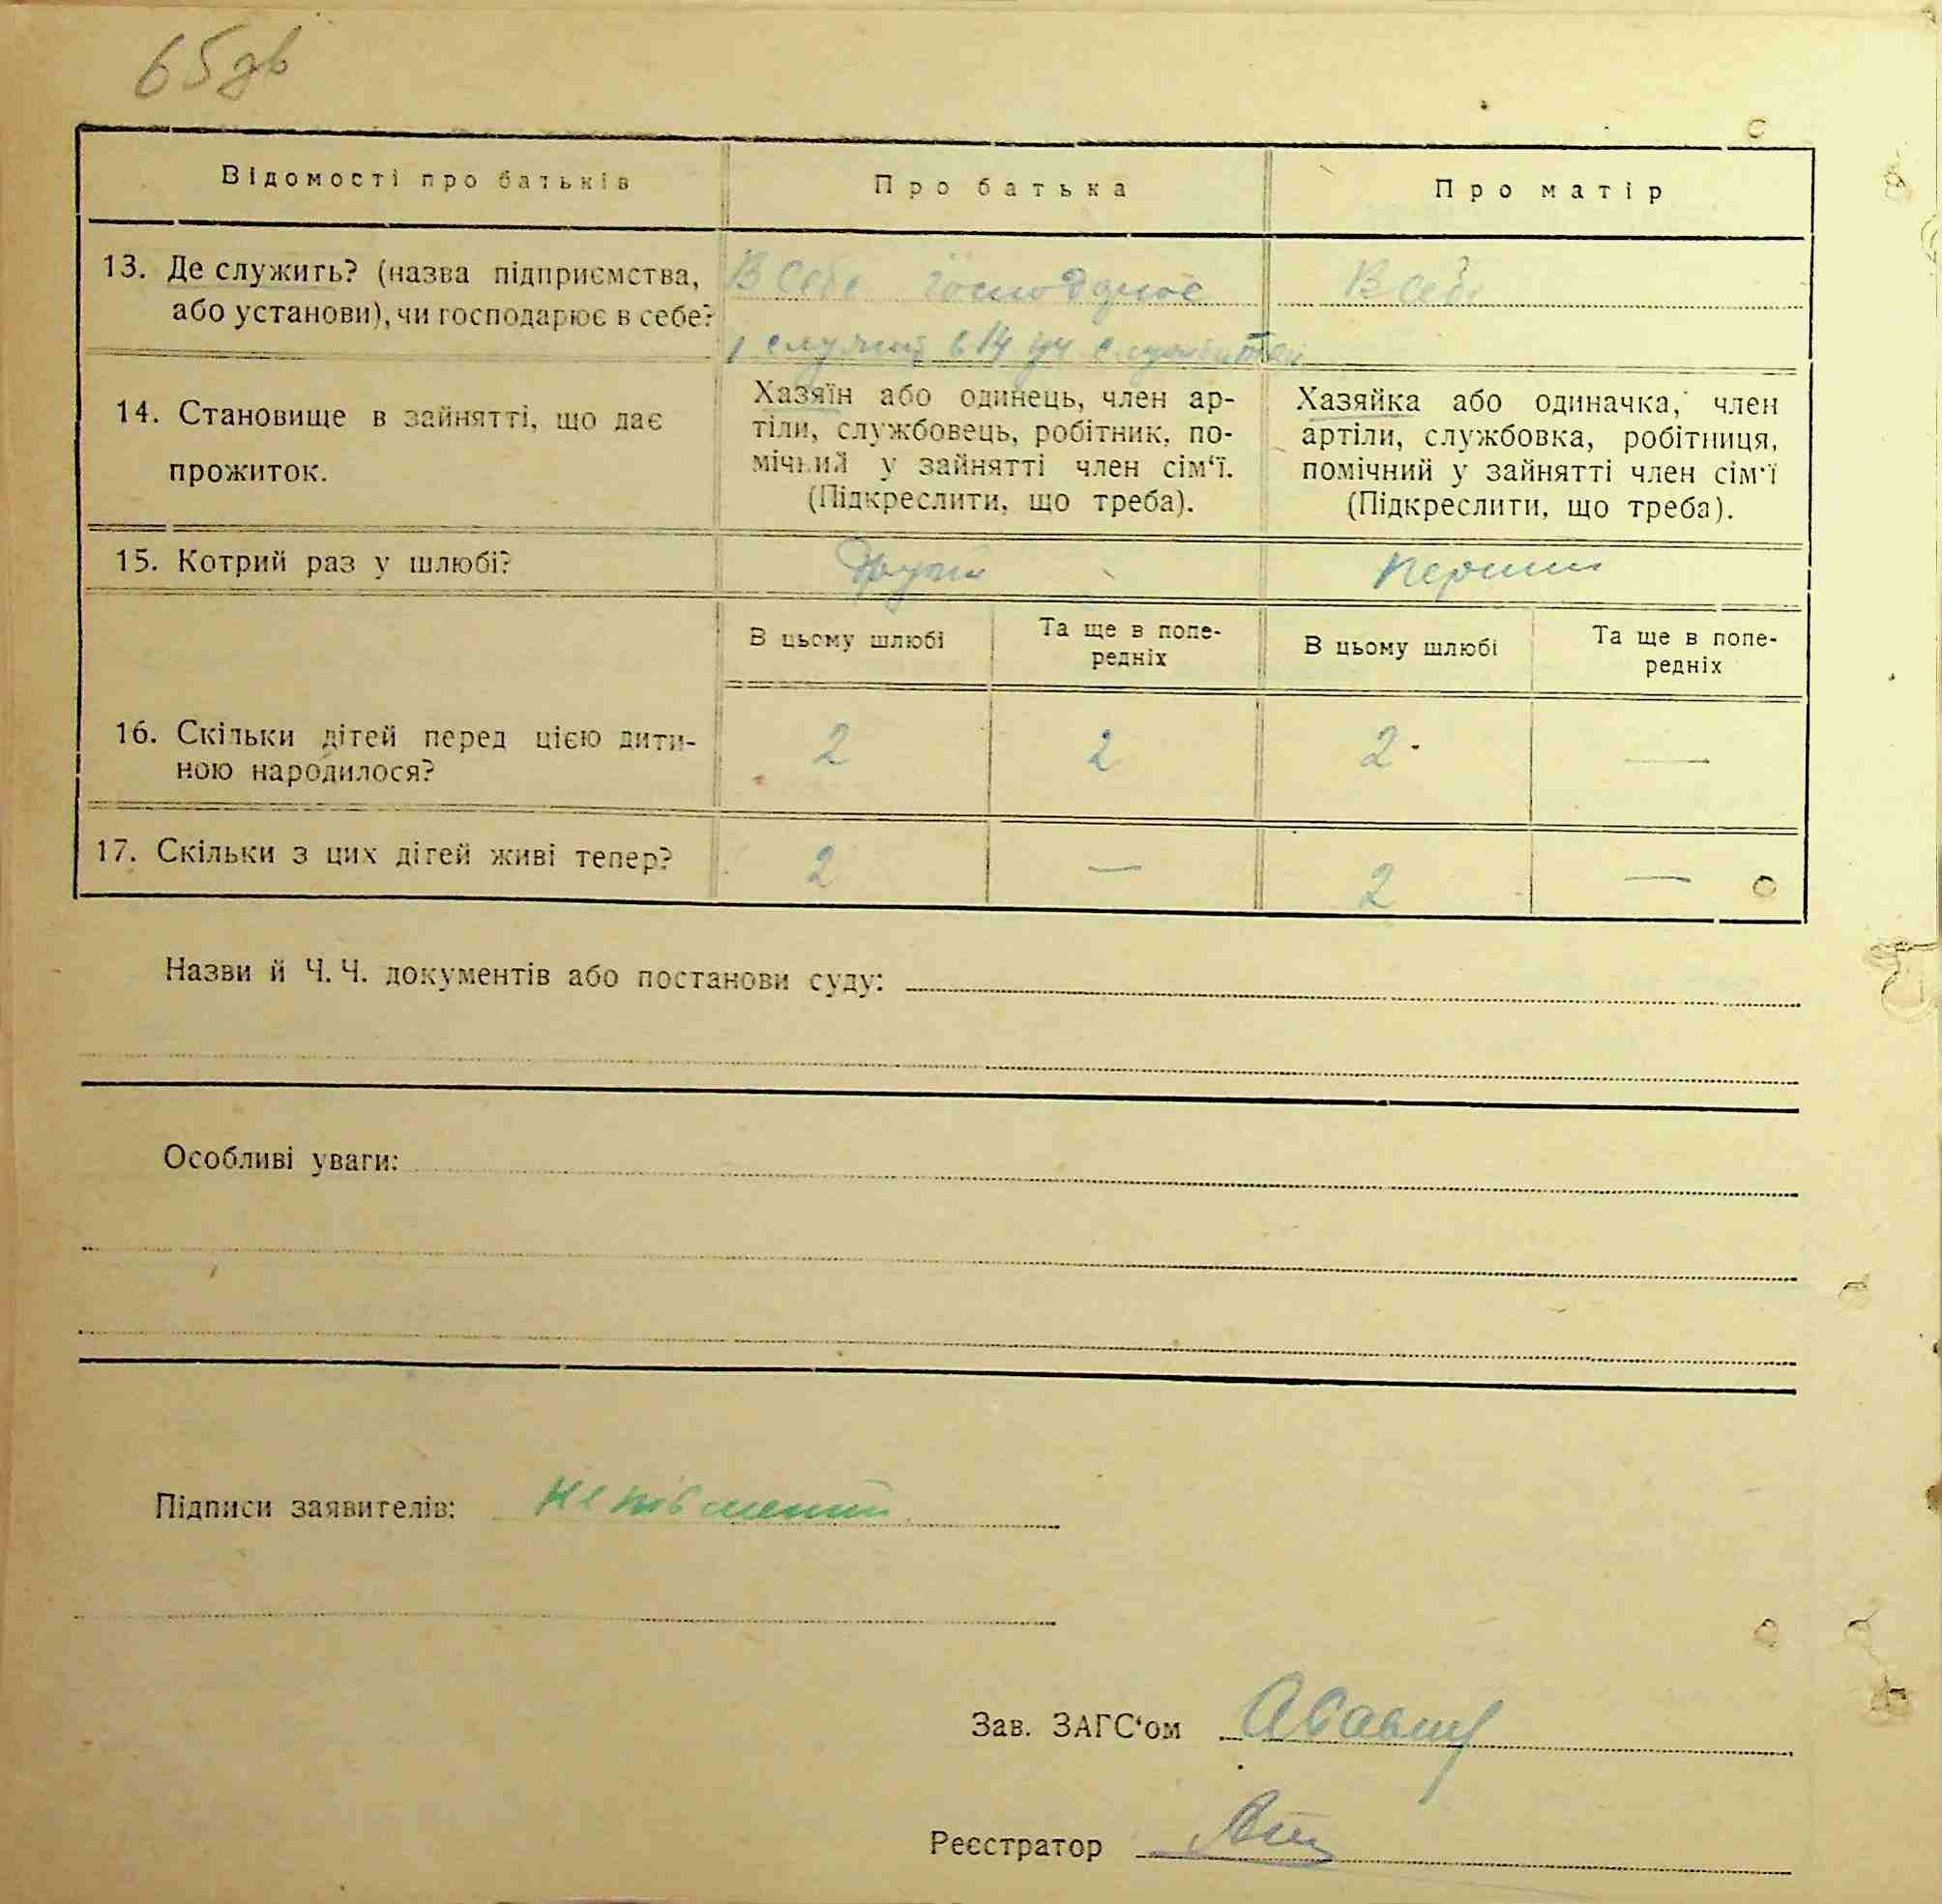 65зв
Відомості про батьків
Про батька
Про матір
13. Де служить? (назва підприємства,
або установи), чи господарює в себе?
В себе
В себе
14. Становище в зайнятті, що дає
прожиток.
Хазяїн або одинець, член ар-
тіли, службовець, робітник, по-
мічний у зайнятті член сім‘ї.
(Підкреслити, що треба).
Хазяйка або одиначка, член
артіли, службовка, робітниця,
помічний у зайнятті член сім‘ї
(Підкреслити, що треба).
15. Котрий раз у шлюбі?
Другий
Перший
В цьому шлюбі
Та ще в попе-
редніх
В цьому шлюбі
Та ще в попе-
редніх
16. Скільки дітей перед цією дити-
ною народилося?
2
2
2
—
17. Скільки з цих дітей живі тепер?
2
—
2
—
Назви й Ч. Ч. документів або постанови суду:
Особливі уваги:
Підписи заявителів:
Зав. ЗАГС‘ом
Реєстратор